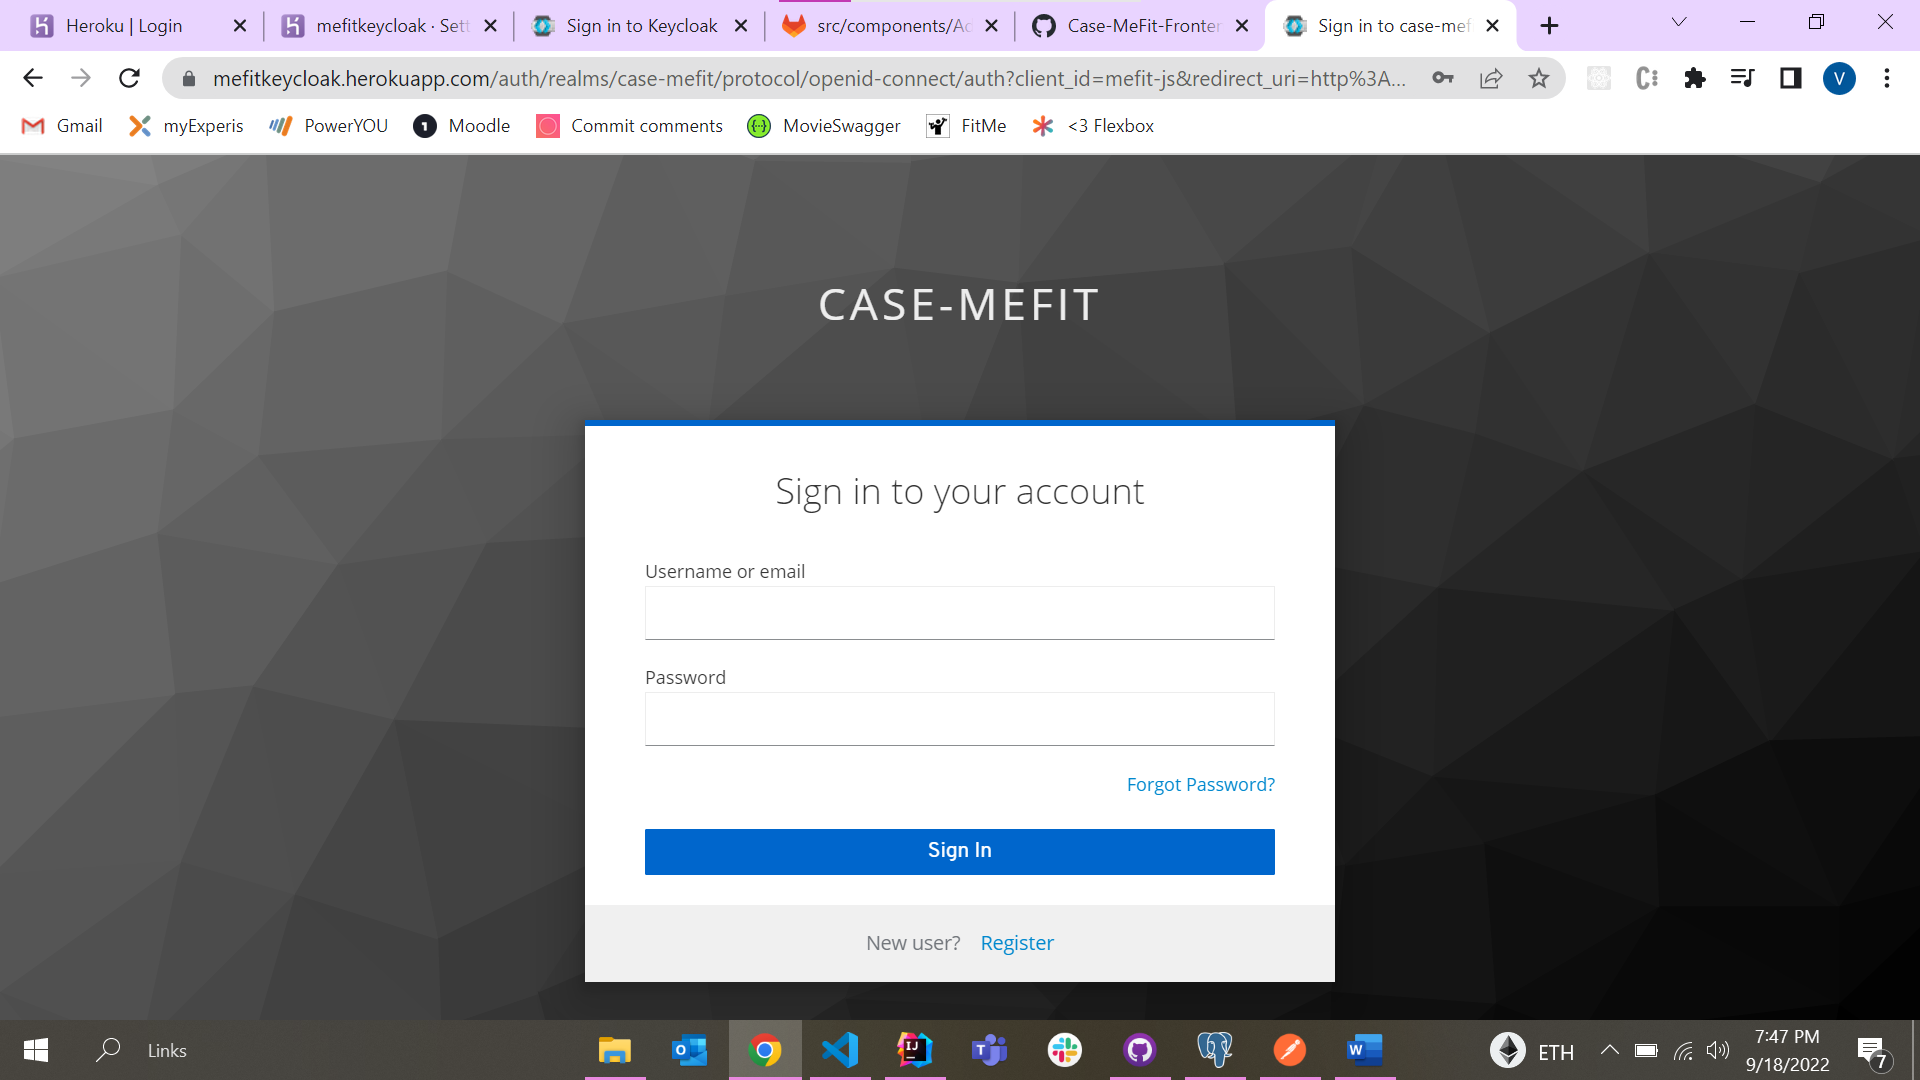 Heroku | Login
mefitkeycloak · Sett
Sign in to Keycloak
src/components/Ad
Case-MeFit-Fronter
Sign in to case-mef
mefitkeycloak.herokuapp.com/auth/realms/case-mefit/protocol/openid-connect/auth?client_id=mefit-js&redirect_uri=http%3A...
V
Gmail
myExperis
PowerYOU
Moodle
Commit comments
MovieSwagger
FitMe
<3 Flexbox
CASE-MEFIT
Sign in to your account
Username or email
Password
Forgot Password?
Sign In
New user? Register
Links
ETH
7:47 PM
9/18/2022
7